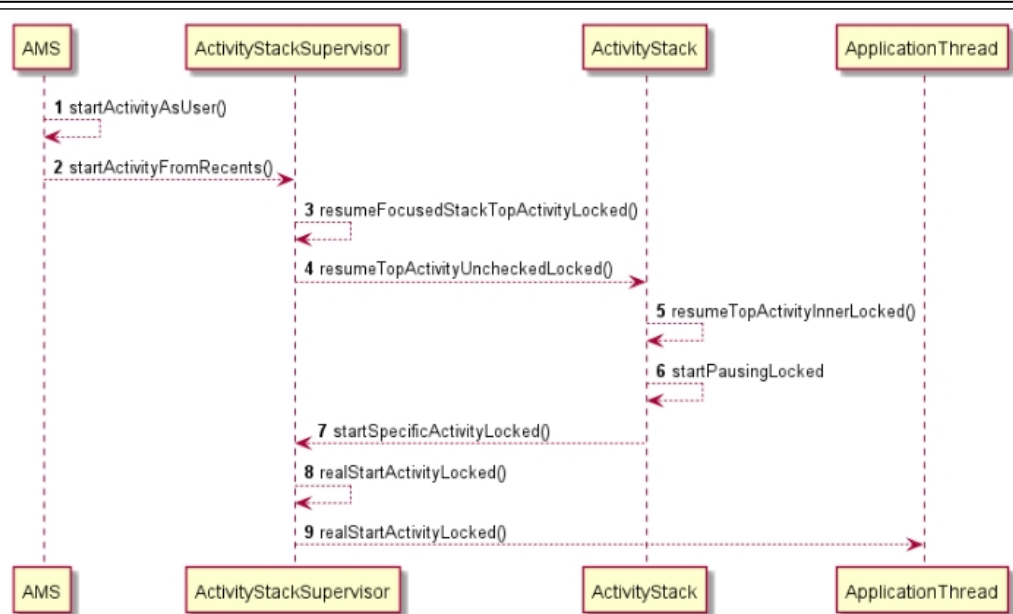 AMS ActivityStackSupervisor ActivityStack ApplicationThread
1 startActivityAsUser()
2 startActivityFromRecents()
3 resumeFocusedStackTopActivityLocked()
4 resumeTopActivityUncheckedLocked()
5 resumeTopActivityInnerLocked()
6 startPausingLocked
7 startSpecificActivityLocked()
8 realStartActivityLocked()
9 realStartActivityLocked()
AMS ActivityStackSupervisor ActivityStack ApplicationThread